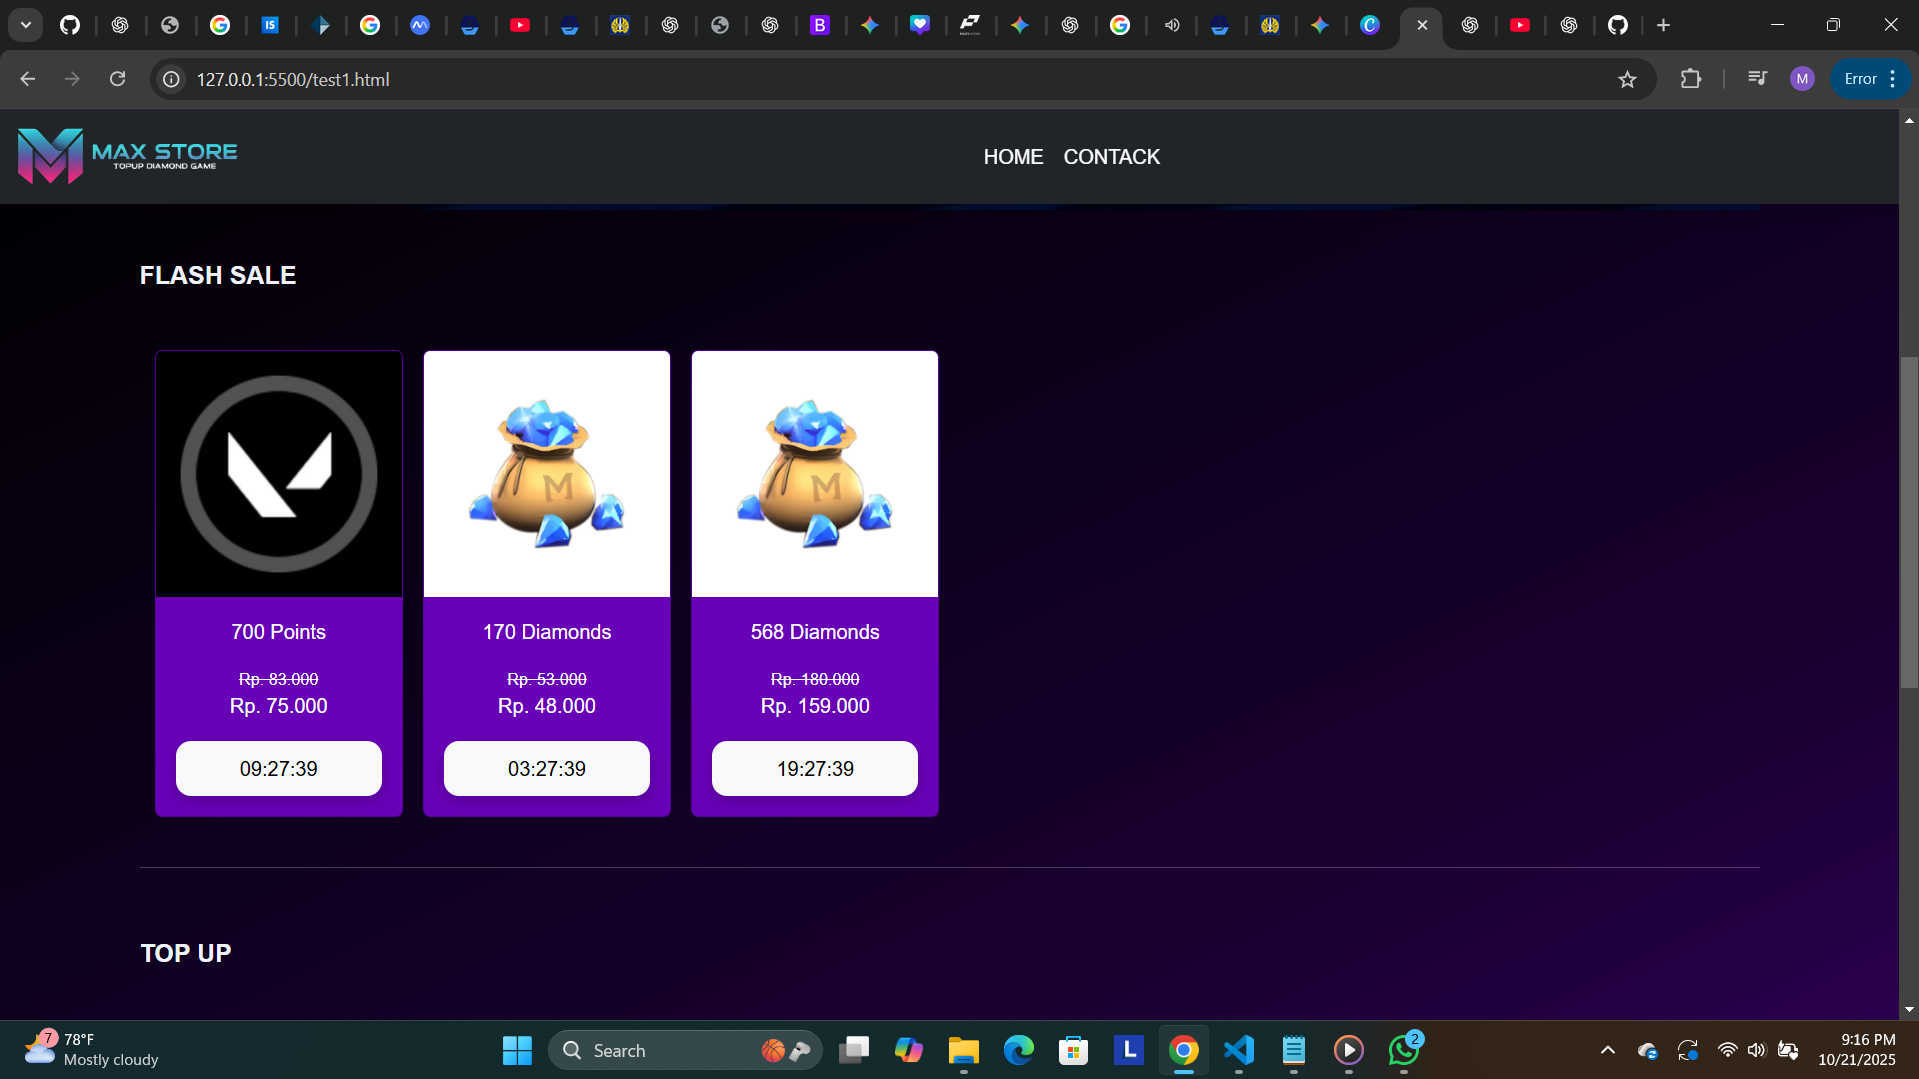 127.0.0.1:5500/test1.html
M
Error
MAX STORE
TOPUP DIAMOND GAME
HOME CONTACK
FLASH SALE
700 Points
Rp. 83.000
Rp. 75.000
09:27:39
170 Diamonds
Rp. 53.000
Rp. 48.000
03:27:39
568 Diamonds
Rp. 180.000
Rp. 159.000
19:27:39
TOP UP
7
78°F
Mostly cloudy
Search
L
2
9:16 PM
10/21/2025